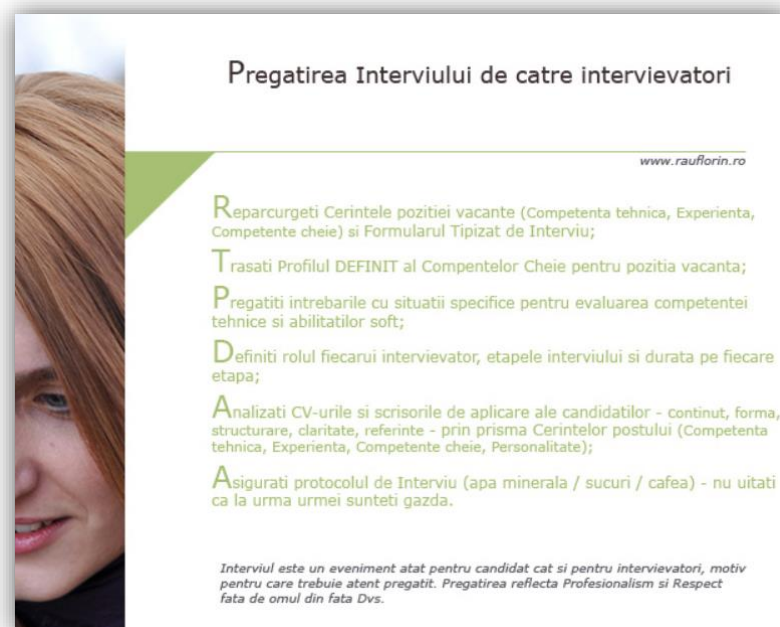 Pregatirea Interviului de catre intervievatori
www.rauflorin.ro
Reparcurgeti Cerintele pozitiei vacante (Competenta tehnica, Experienta,
Competente cheie) si Formularul Tipizat de Interviu;
Trasati Profilul DEFINIT al Compentelor Cheie pentru pozitia vacanta;
Pregatiti intrebarile cu situatii specifice pentru evaluarea competentei
tehnice si abilitatilor soft;
Definiti rolul fiecarui intervievator, etapele interviului si durata pe fiecare
etapa;
Analizati CV-urile si scrisorile de aplicare ale candidatilor - continut, forma,
structurare, claritate, referinte - prin prisma Cerintelor postului (Competenta
tehnica, Experienta, Competente cheie, Personalitate);
Asigurati protocolul de Interviu (apa minerala / sucuri / cafea) - nu uitati
ca la urma urmei sunteti gazda.
Interviul este un eveniment atat pentru candidat cat si pentru intervievatori, motiv
pentru care trebuie atent pregatit. Pregatirea reflecta Profesionalism si Respect
fata de omul din fata Dvs.